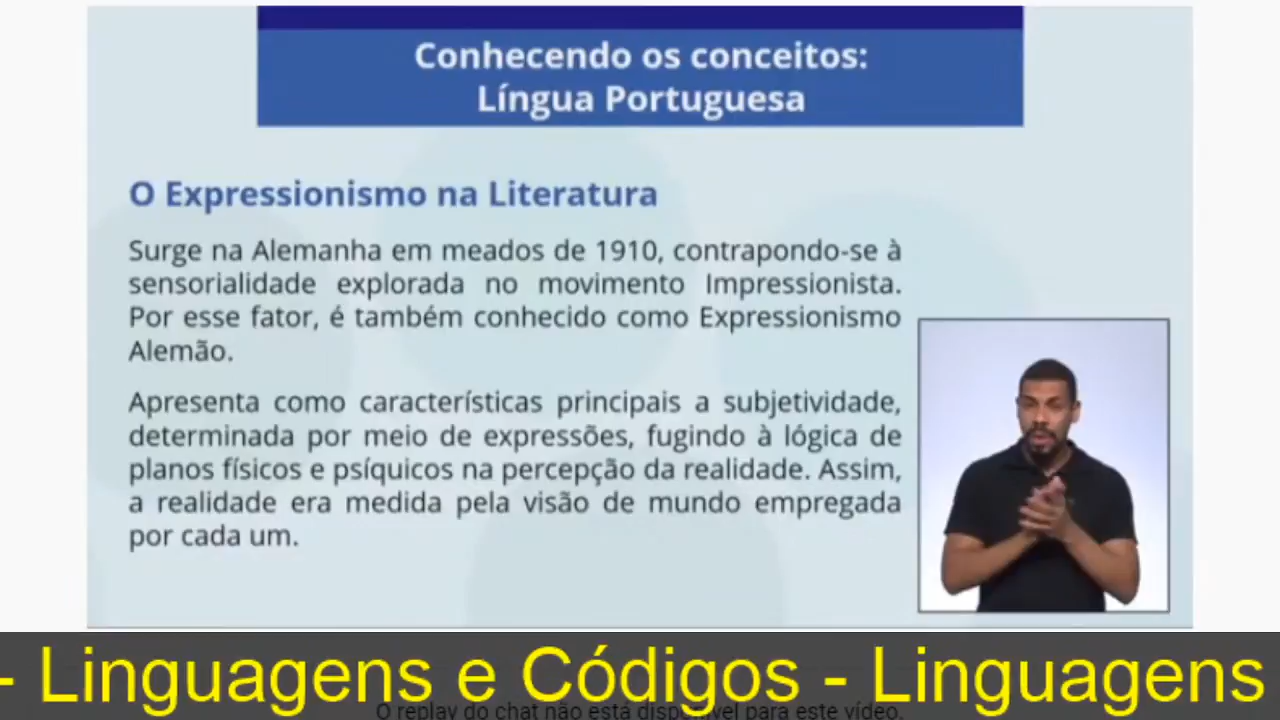 Conhecendo os conceitos:
Língua Portuguesa
O Expressionismo na Literatura
Surge na Alemanha em meados de 1910, contrapondo-se à
sensorialidade explorada no movimento Impressionista.
Por esse fator, é também conhecido como Expressionismo
Alemão.
Apresenta como características principais a subjetividade,
determinada por meio de expressões, fugindo à lógica de
planos físicos e psíquicos na percepção da realidade. Assim,
a realidade era medida pela visão de mundo empregada
por cada um.
- Linguagens e Códigos - Linguagens
O replay do chat não está disponível para este vídeo.